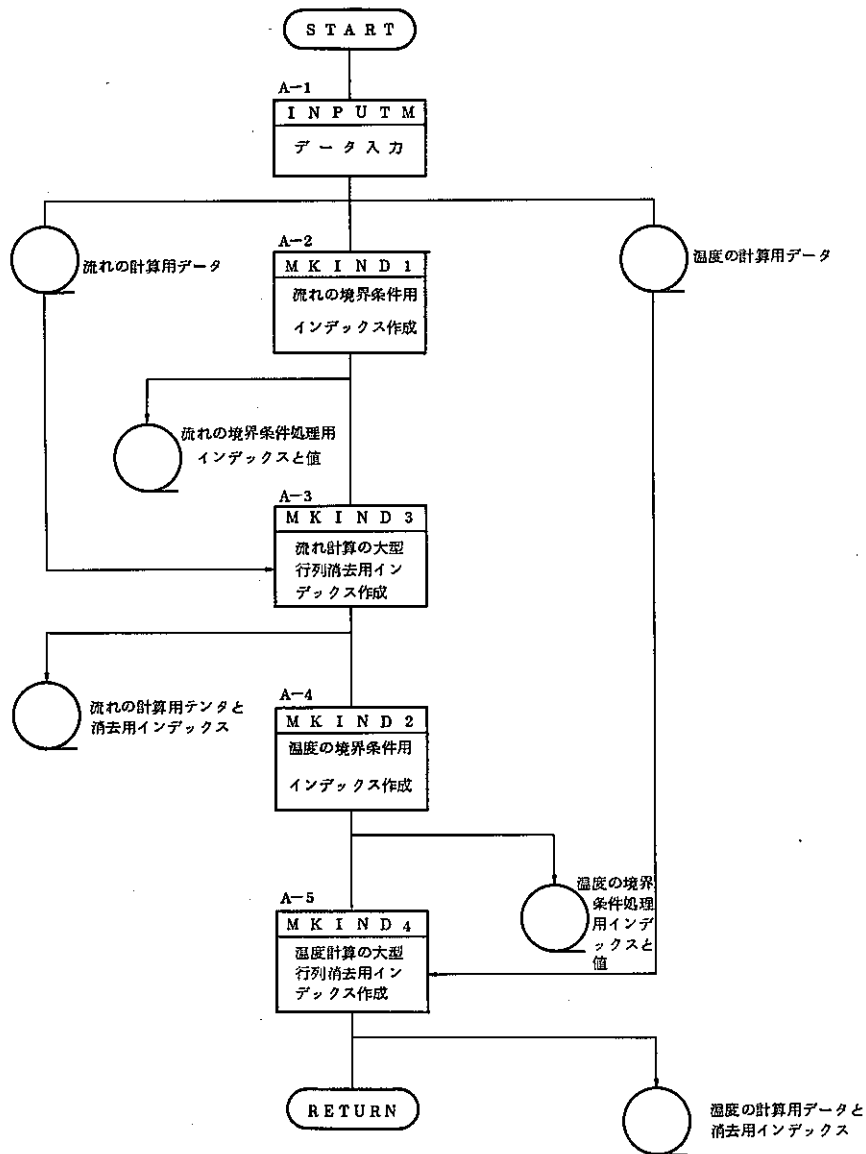 START
A-1
INPUTM
データ入力
流れの計算用データ
A-2
MKIND1
流れの境界条件用
インデックス作成
温度の計算用データ
流れの境界条件処理用
インデックスと値
A-3
MKIND3
流れ計算の大型
行列消去用イン
デックス作成
流れの計算用テンタと
消去用インデックス
A-4
MKIND2
温度の境界条件用
インデックス作成
温度の境界
条件処理
用インデ
ックスと
値
A-5
MKIND4
温度計算の大型
行列消去用イン
デックス作成
RETURN
温度の計算用データと
消去用インデックス